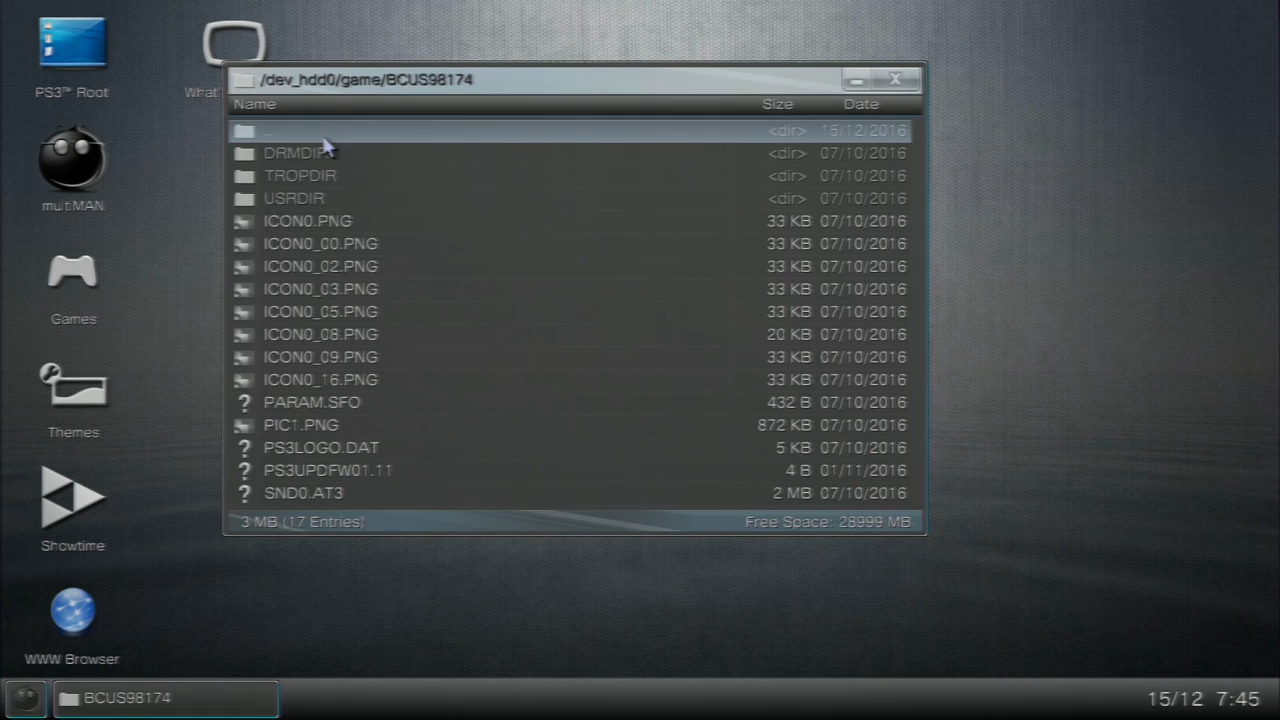 PS3™ Root
What'
multiMAN
Games
Themes
Showtime
WWW Browser
/dev_hdd0/game/BCUS98174
Name Size Date
.. <dir> 15/12/2016
DRMDIR <dir> 07/10/2016
TROPDIR <dir> 07/10/2016
USRDIR <dir> 07/10/2016
ICON0.PNG 33 KB 07/10/2016
ICON0_00.PNG 33 KB 07/10/2016
ICON0_02.PNG 33 KB 07/10/2016
ICON0_03.PNG 33 KB 07/10/2016
ICON0_05.PNG 33 KB 07/10/2016
ICON0_08.PNG 20 KB 07/10/2016
ICON0_09.PNG 33 KB 07/10/2016
ICON0_16.PNG 33 KB 07/10/2016
PARAM.SFO 432 B 07/10/2016
PIC1.PNG 872 KB 07/10/2016
PS3LOGO.DAT 5 KB 07/10/2016
PS3UPDFW01.11 4 B 01/11/2016
SND0.AT3 2 MB 07/10/2016
3 MB (17 Entries) Free Space: 28999 MB
BCUS98174
15/12 7:45